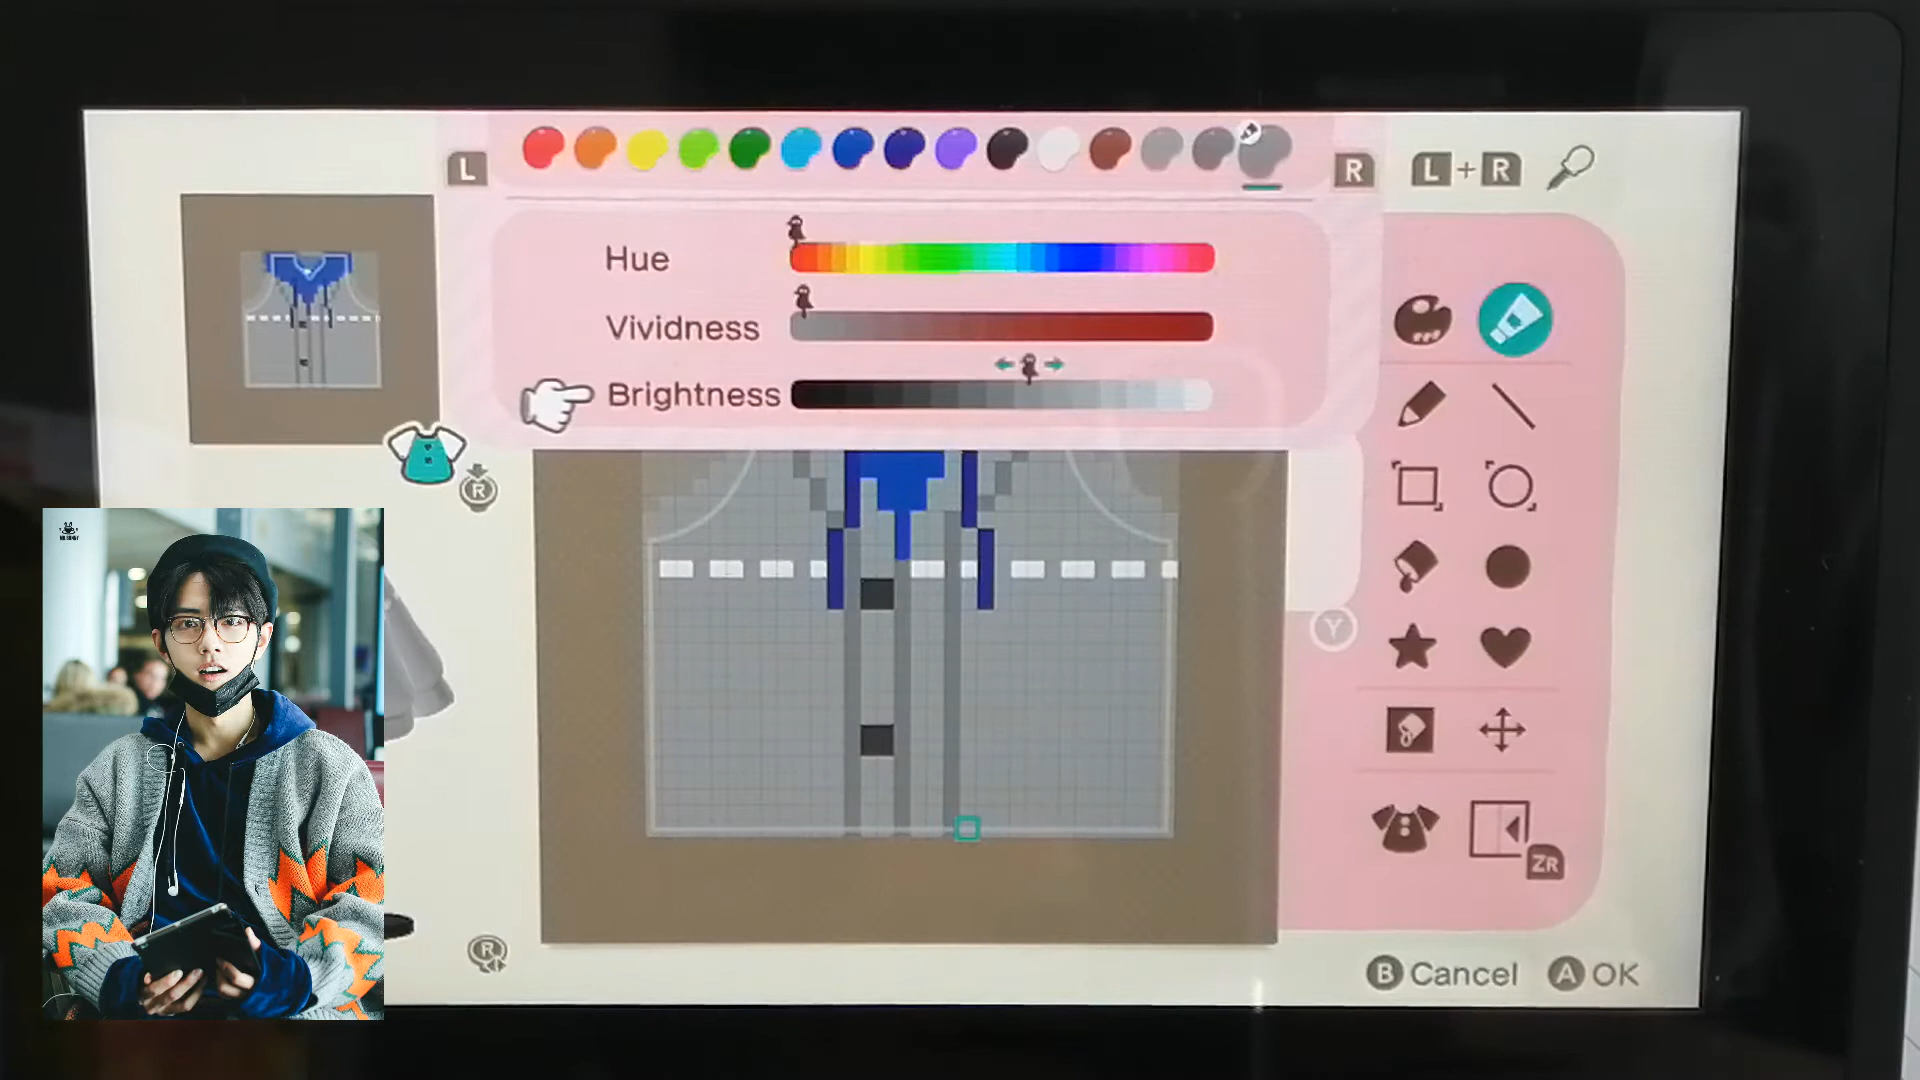 L
R
L + R
Hue
Vividness
Brightness
R
Y
ZR
R
B Cancel
A OK